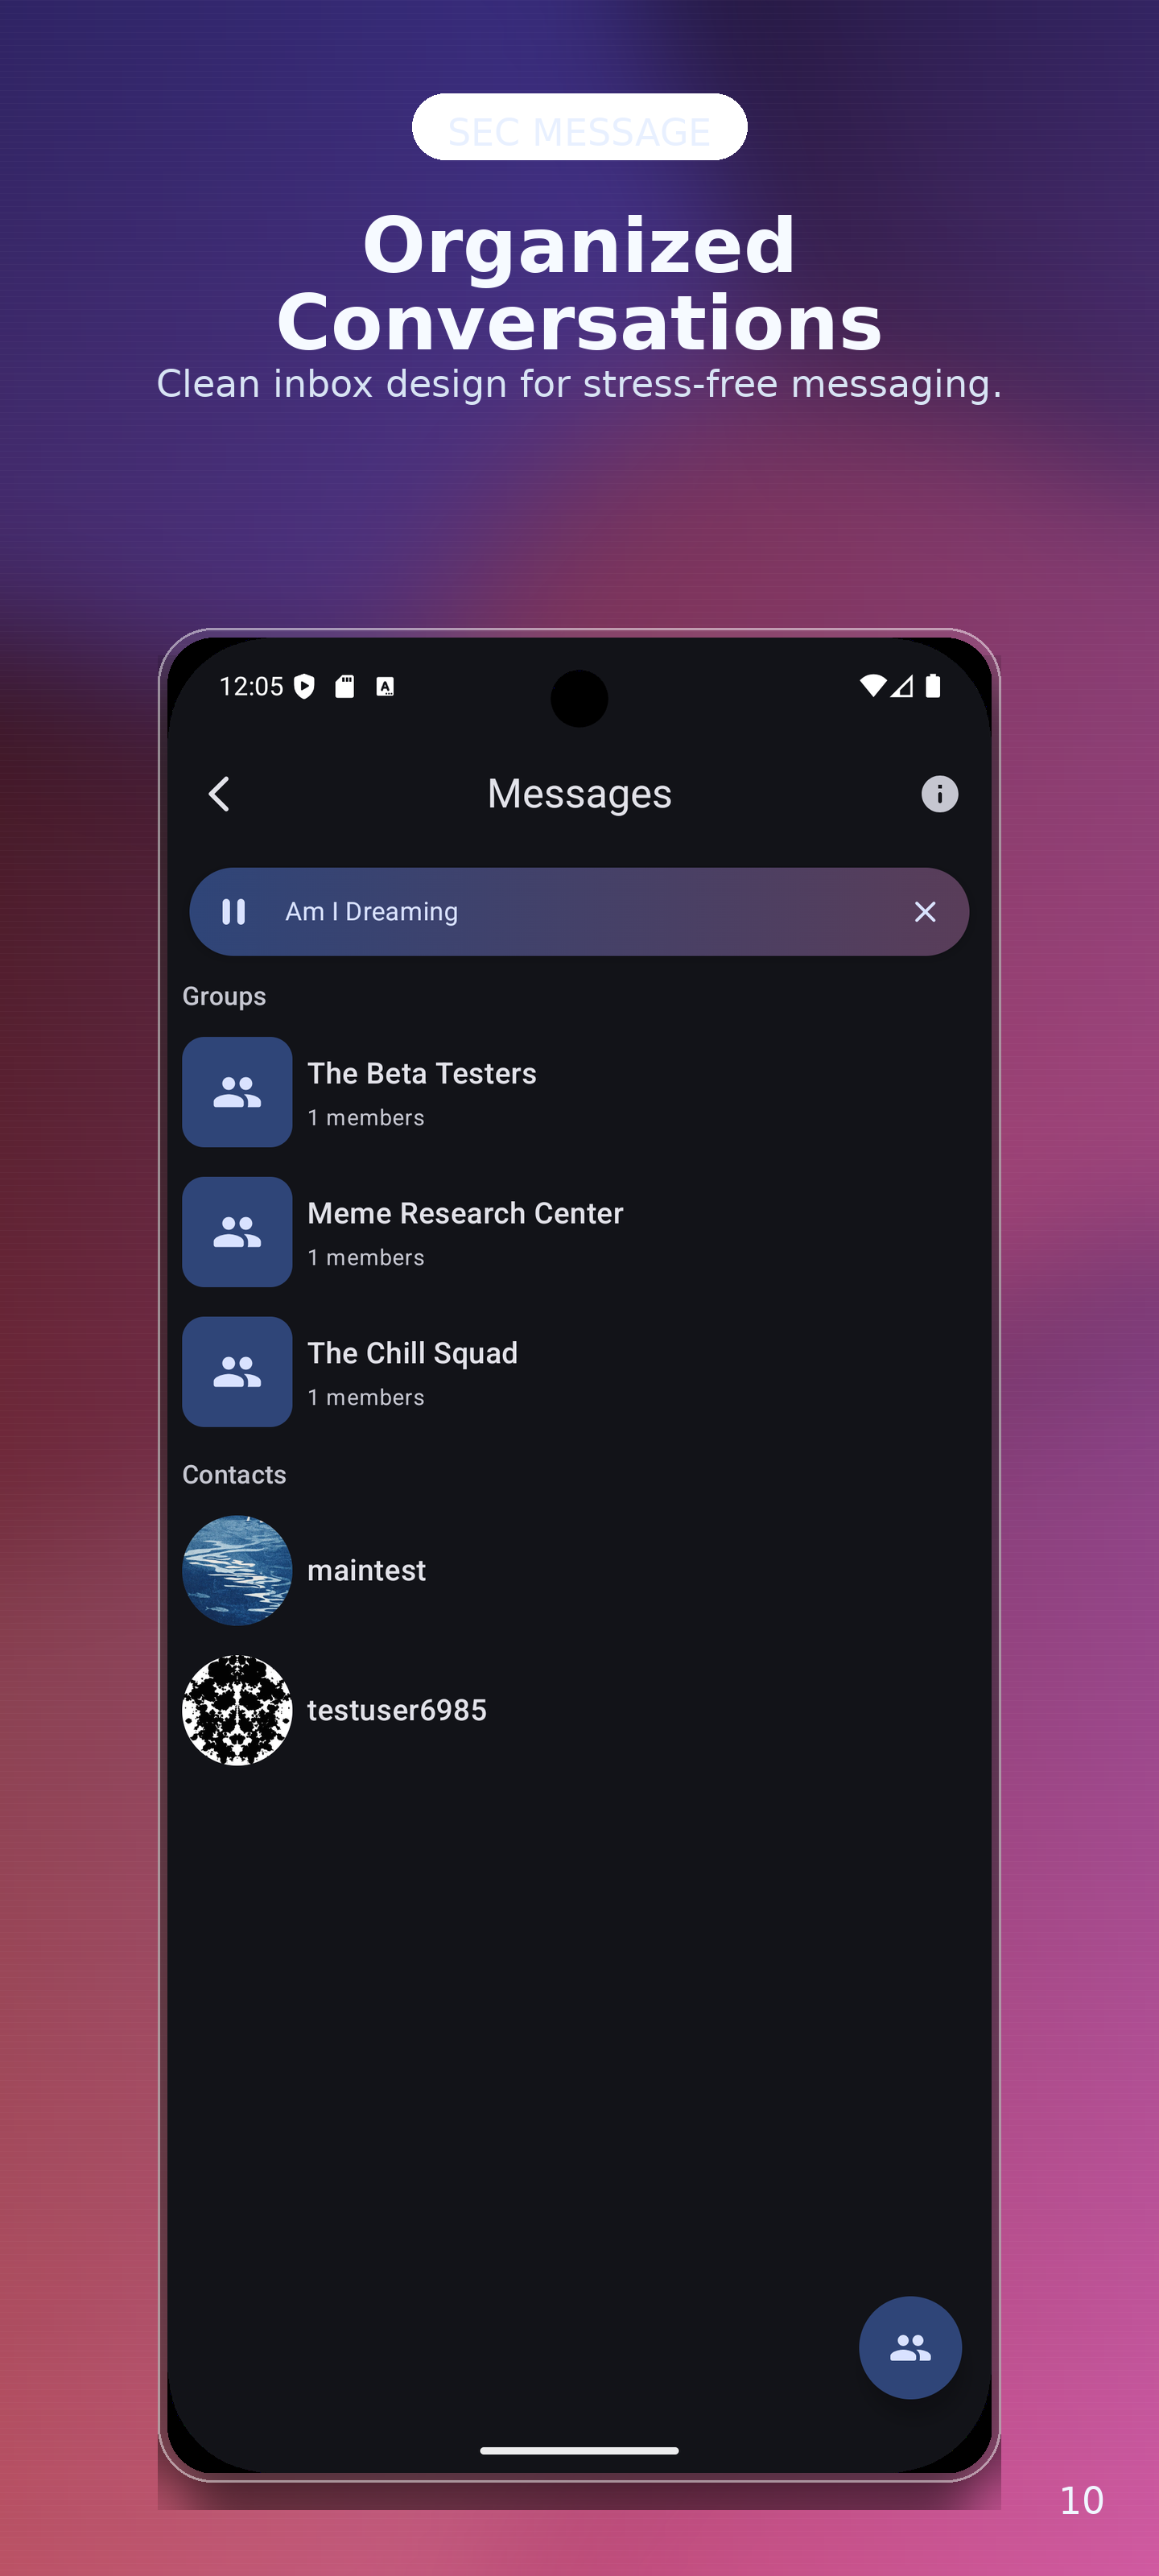 SEC MESSAGE
Organized
Conversations
Clean inbox design for stress-free messaging.
12:05
Messages
Am I Dreaming
Groups
The Beta Testers
1 members
Meme Research Center
1 members
The Chill Squad
1 members
Contacts
maintest
testuser6985
10